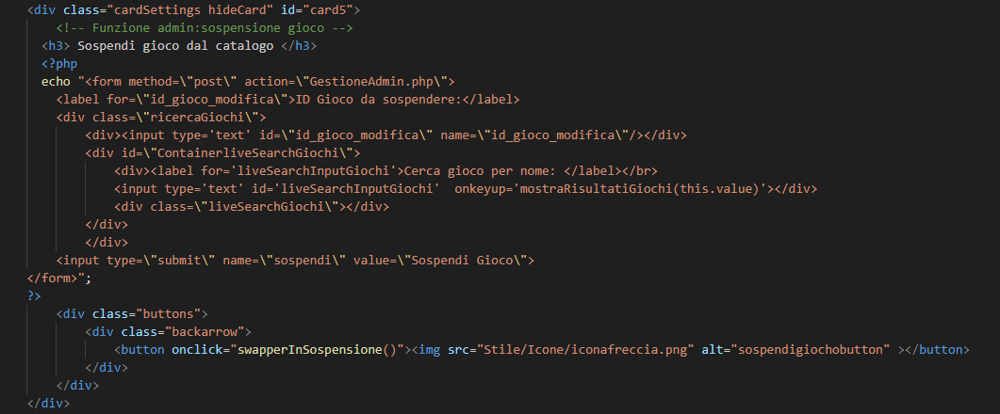 <div class="cardSettings hideCard" id="card5">
<!-- Funzione admin:sospensione gioco -->
<h3> Sospendi gioco dal catalogo </h3>
<?php
echo "<form method=\"post\" action=\"GestioneAdmin.php\">
<label for=\"id_gioco_modifica\">ID Gioco da sospendere:</label>
<div class=\"ricercaGiochi\">
<div><input type='text' id=\"id_gioco_modifica\" name=\"id_gioco_modifica\"/></div>
<div id=\"ContainerliveSearchGiochi\">
<div><label for='liveSearchInputGiochi'>Cerca gioco per nome: </label></br>
<input type='text' id='liveSearchInputGiochi'  onkeyup='mostraRisultatiGiochi(this.value)'></div>
<div class=\"liveSearchGiochi\"></div>
</div>
</div>
<input type=\"submit\" name=\"sospendi\" value=\"Sospendi Gioco\">
</form>";
?>
<div class="buttons">
<div class="backarrow">
<button onclick="swapperInSospensione()"><img src="Stile/Icone/iconafreccia.png" alt="sospendigiochobutton" ></button>
</div>
</div>
</div>